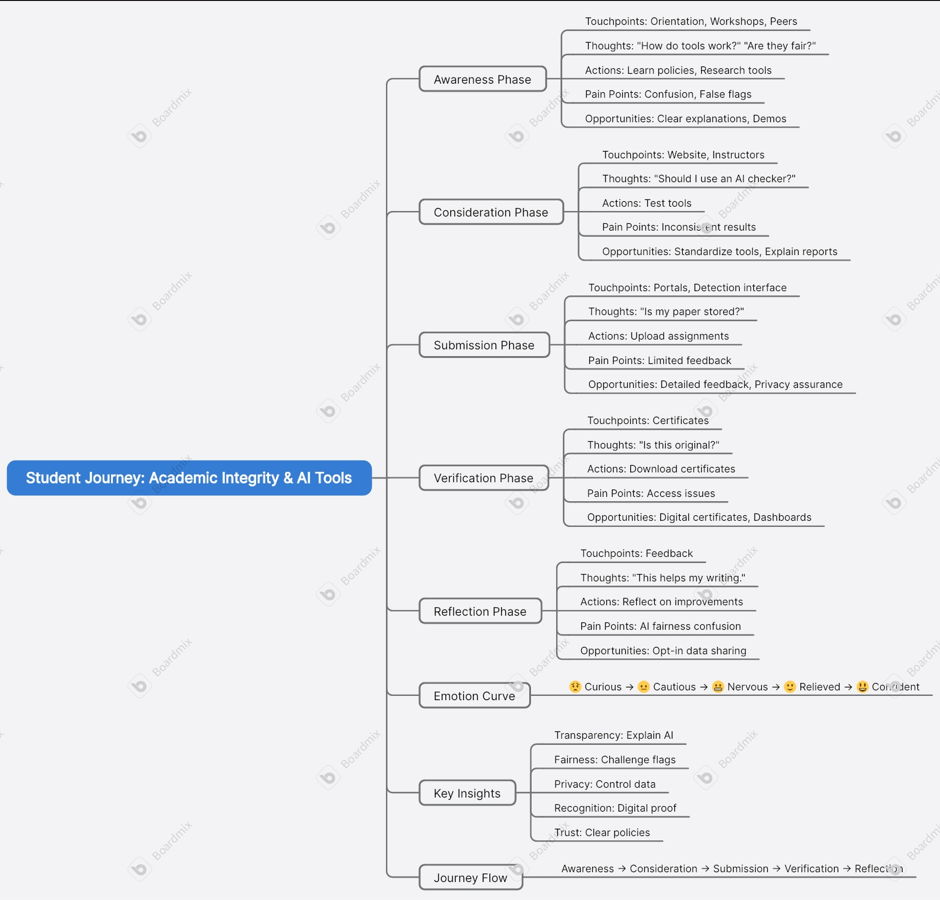 Student Journey: Academic Integrity & AI Tools
Awareness Phase
Touchpoints: Orientation, Workshops, Peers
Thoughts: "How do tools work?" "Are they fair?"
Actions: Learn policies, Research tools
Pain Points: Confusion, False flags
Opportunities: Clear explanations, Demos
Consideration Phase
Touchpoints: Website, Instructors
Thoughts: "Should I use an AI checker?"
Actions: Test tools
Pain Points: Inconsistent results
Opportunities: Standardize tools, Explain reports
Submission Phase
Touchpoints: Portals, Detection interface
Thoughts: "Is my paper stored?"
Actions: Upload assignments
Pain Points: Limited feedback
Opportunities: Detailed feedback, Privacy assurance
Verification Phase
Touchpoints: Certificates
Thoughts: "Is this original?"
Actions: Download certificates
Pain Points: Access issues
Opportunities: Digital certificates, Dashboards
Reflection Phase
Touchpoints: Feedback
Thoughts: "This helps my writing."
Actions: Reflect on improvements
Pain Points: AI fairness confusion
Opportunities: Opt-in data sharing
Emotion Curve
😟 Curious → 😐 Cautious → 😬 Nervous → 🙂 Relieved → 😃 Confident
Key Insights
Transparency: Explain AI
Fairness: Challenge flags
Privacy: Control data
Recognition: Digital proof
Trust: Clear policies
Journey Flow
Awareness → Consideration → Submission → Verification → Reflection
Boardmix